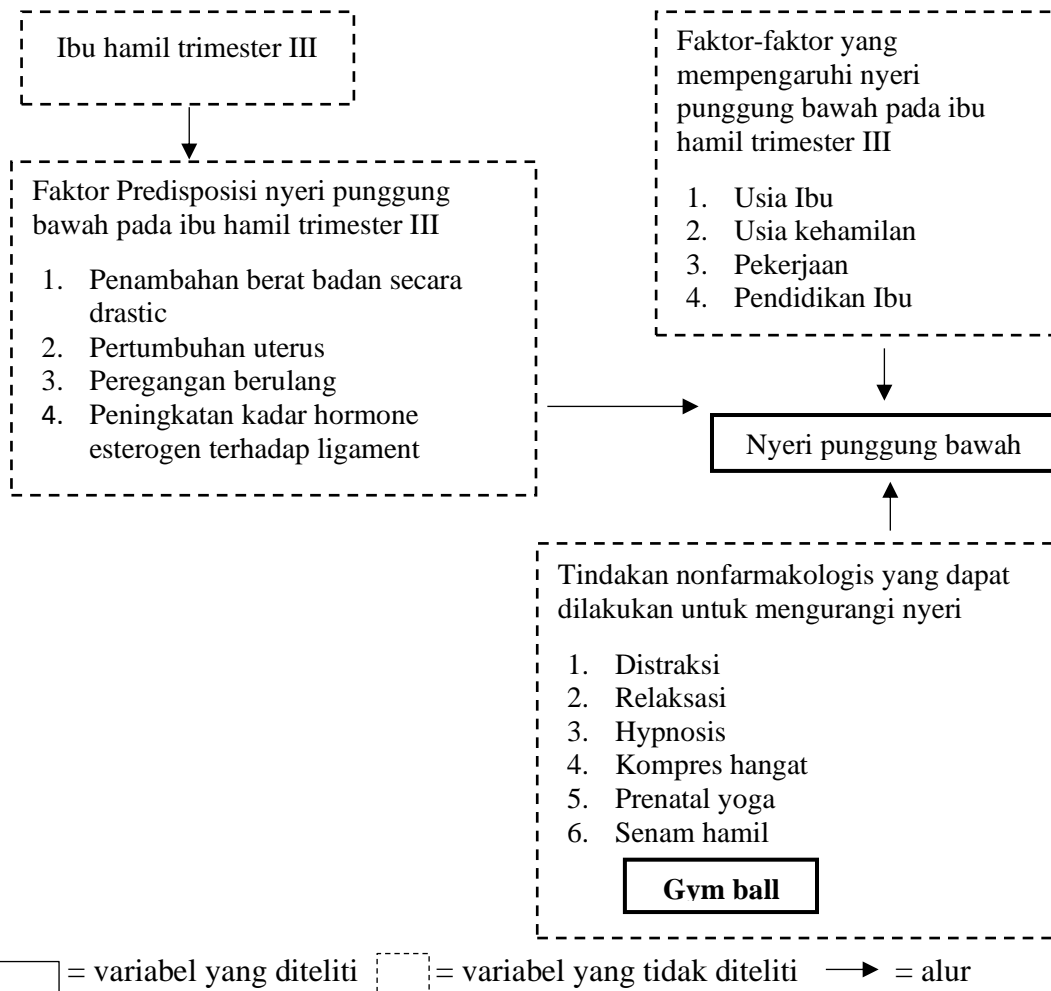 Ibu hamil trimester III
Faktor Predisposisi nyeri punggung
bawah pada ibu hamil trimester III
1. Penambahan berat badan secara
drastic
2. Pertumbuhan uterus
3. Peregangan berulang
4. Peningkatan kadar hormone
esterogen terhadap ligament
Faktor-faktor yang
mempengaruhi nyeri
punggung bawah pada ibu
hamil trimester III
1. Usia Ibu
2. Usia kehamilan
3. Pekerjaan
4. Pendidikan Ibu
Nyeri punggung bawah
Tindakan nonfarmakologis yang dapat
dilakukan untuk mengurangi nyeri
1. Distraksi
2. Relaksasi
3. Hypnosis
4. Kompres hangat
5. Prenatal yoga
6. Senam hamil
Gym ball
= variabel yang diteliti = variabel yang tidak diteliti = alur